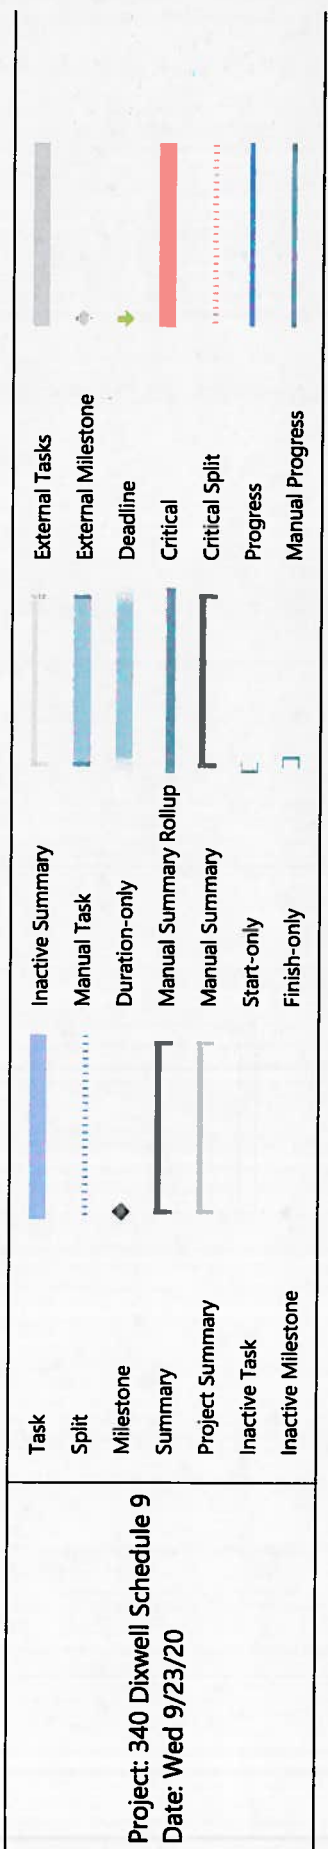 Project: 340 Dixwell Schedule 9
Date: Wed 9/23/20
Task
Split
Milestone
Summary
Project Summary
Inactive Task
Inactive Milestone
Inactive Summary
Manual Task
Duration-only
Manual Summary Rollup
Manual Summary
Start-only
Finish-only
External Tasks
External Milestone
Deadline
Critical
Critical Split
Progress
Manual Progress